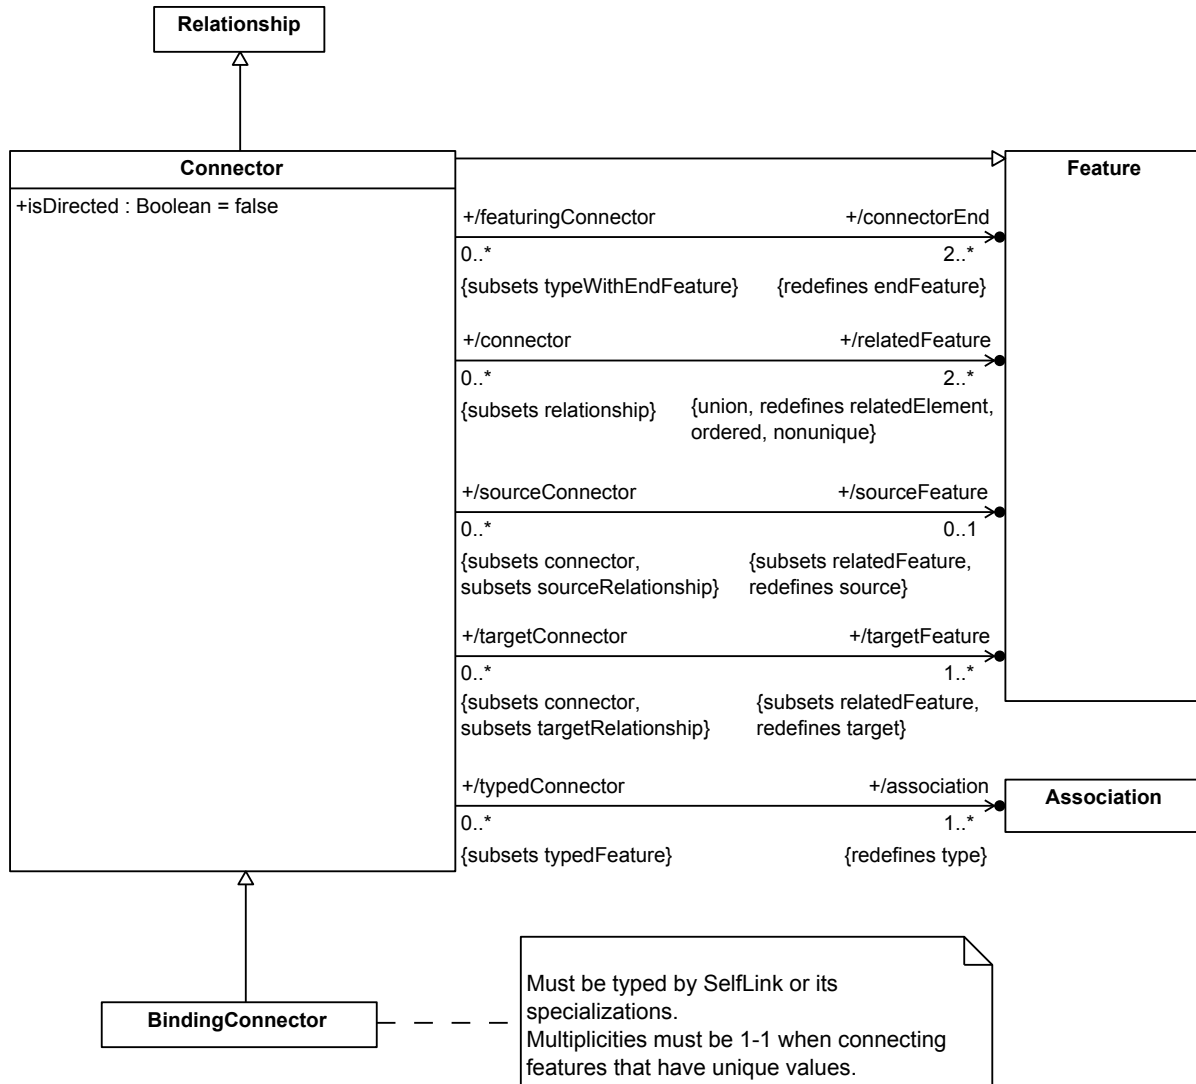 Relationship
Connector
+isDirected : Boolean = false
Feature
+/featuringConnector
+/connectorEnd
0..*
2..*
{subsets typeWithEndFeature}
{redefines endFeature}
+/connector
+/relatedFeature
0..*
2..*
{subsets relationship}
{union, redefines relatedElement,
ordered, nonunique}
+/sourceConnector
+/sourceFeature
0..*
0..1
{subsets connector,
subsets sourceRelationship}
{subsets relatedFeature,
redefines source}
+/targetConnector
+/targetFeature
0..*
1..*
{subsets connector,
subsets targetRelationship}
{subsets relatedFeature,
redefines target}
+/typedConnector
+/association
0..*
1..*
{subsets typedFeature}
{redefines type}
Association
BindingConnector
Must be typed by SelfLink or its
specializations.
Multiplicities must be 1-1 when connecting
features that have unique values.